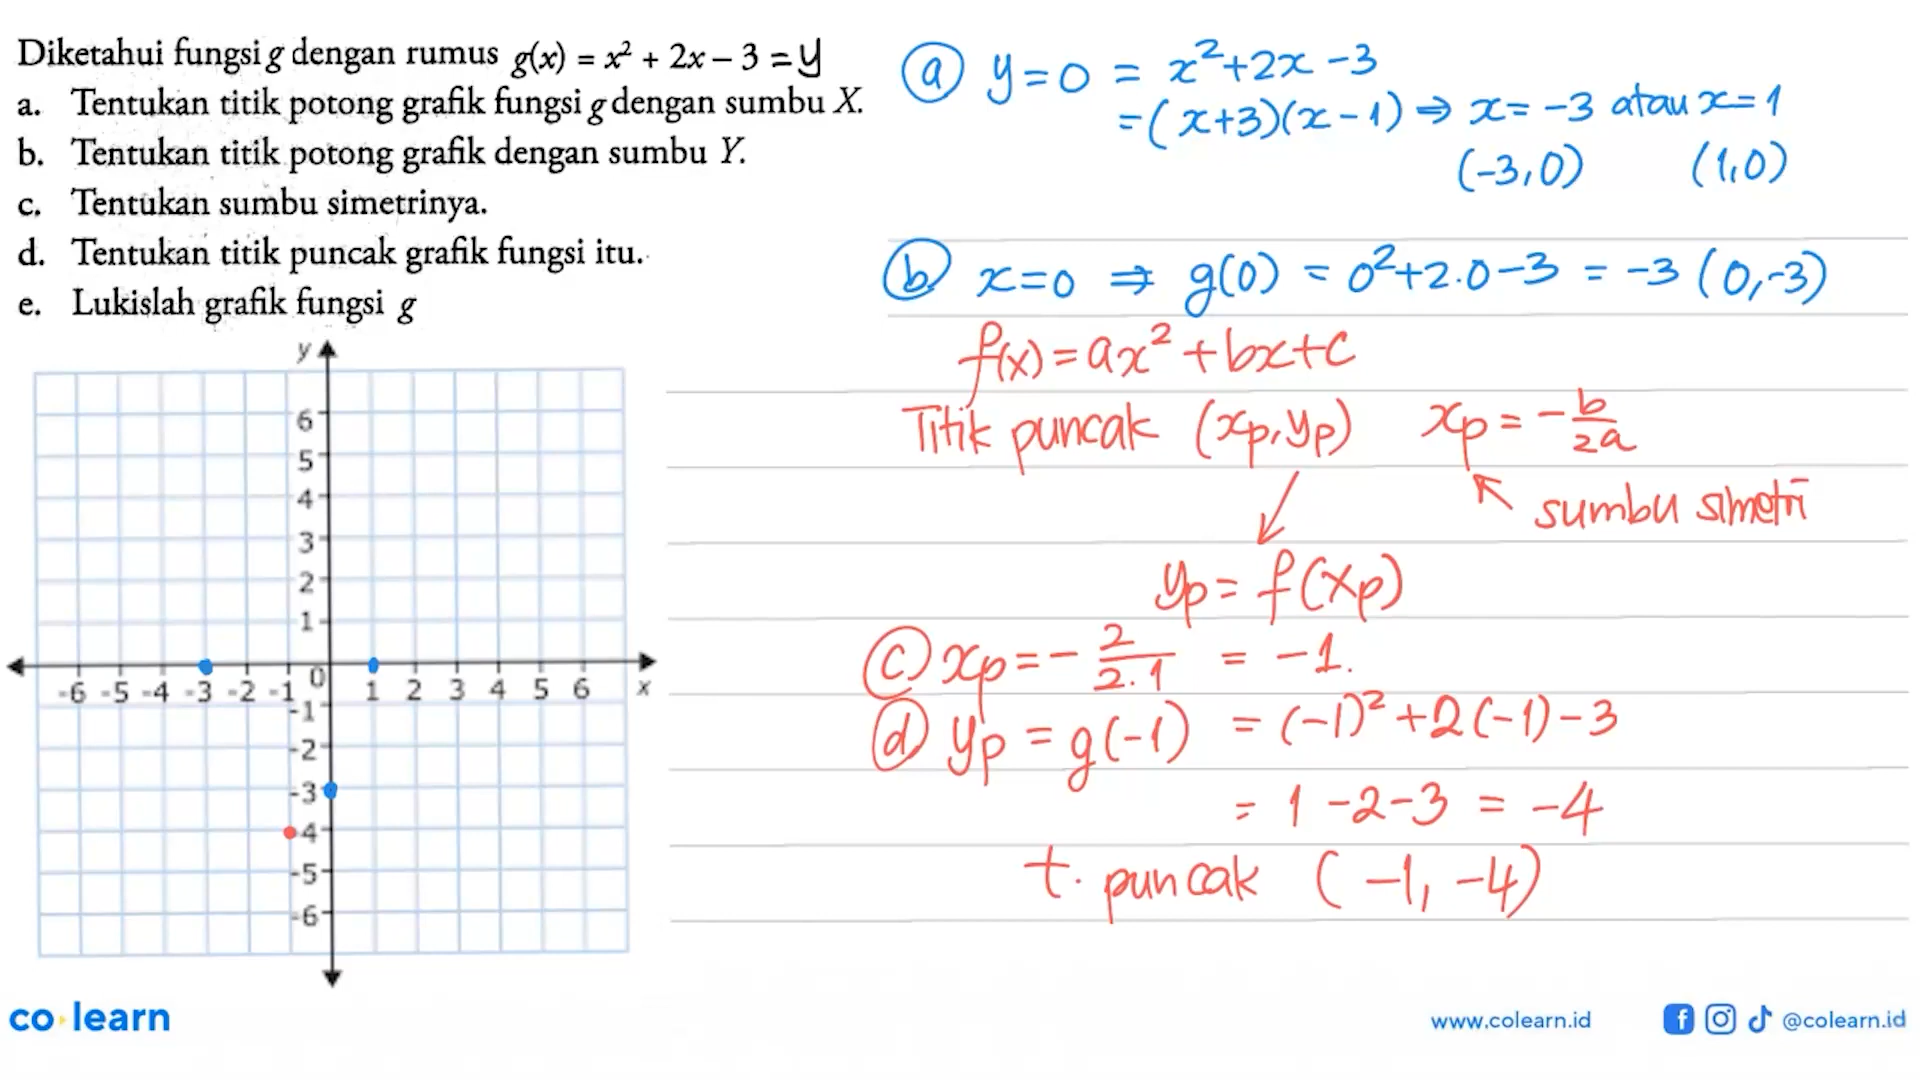 Diketahui fungsi g dengan rumus g(x) = x² + 2x – 3 = y
a. Tentukan titik potong grafik fungsi g dengan sumbu X.
b. Tentukan titik potong grafik dengan sumbu Y.
c. Tentukan sumbu simetrinya.
d. Tentukan titik puncak grafik fungsi itu.
e. Lukislah grafik fungsi g
y
6
5
4
3
2
1
-6 -5 -4 -3 -2 -1 0 1 2 3 4 5 6 x
-1
-2
-3
-4
-5
-6
(a) y = 0 = x² + 2x - 3
= (x+3)(x-1) ⇒ x = -3 atau x = 1
(-3,0) (1,0)
(b) x = 0 ⇒ g(0) = 0² + 2.0 - 3 = -3 (0,-3)
f(x) = ax² + bx + c
Titik puncak (xp, yp) xp = -b/2a
sumbu simetri
yp = f(xp)
(c) xp = - 2/2.1 = -1.
(d) yp = g(-1) = (-1)² + 2(-1) - 3
= 1 - 2 - 3 = -4
t. puncak (-1, -4)
co learn
www.colearn.id @colearn.id